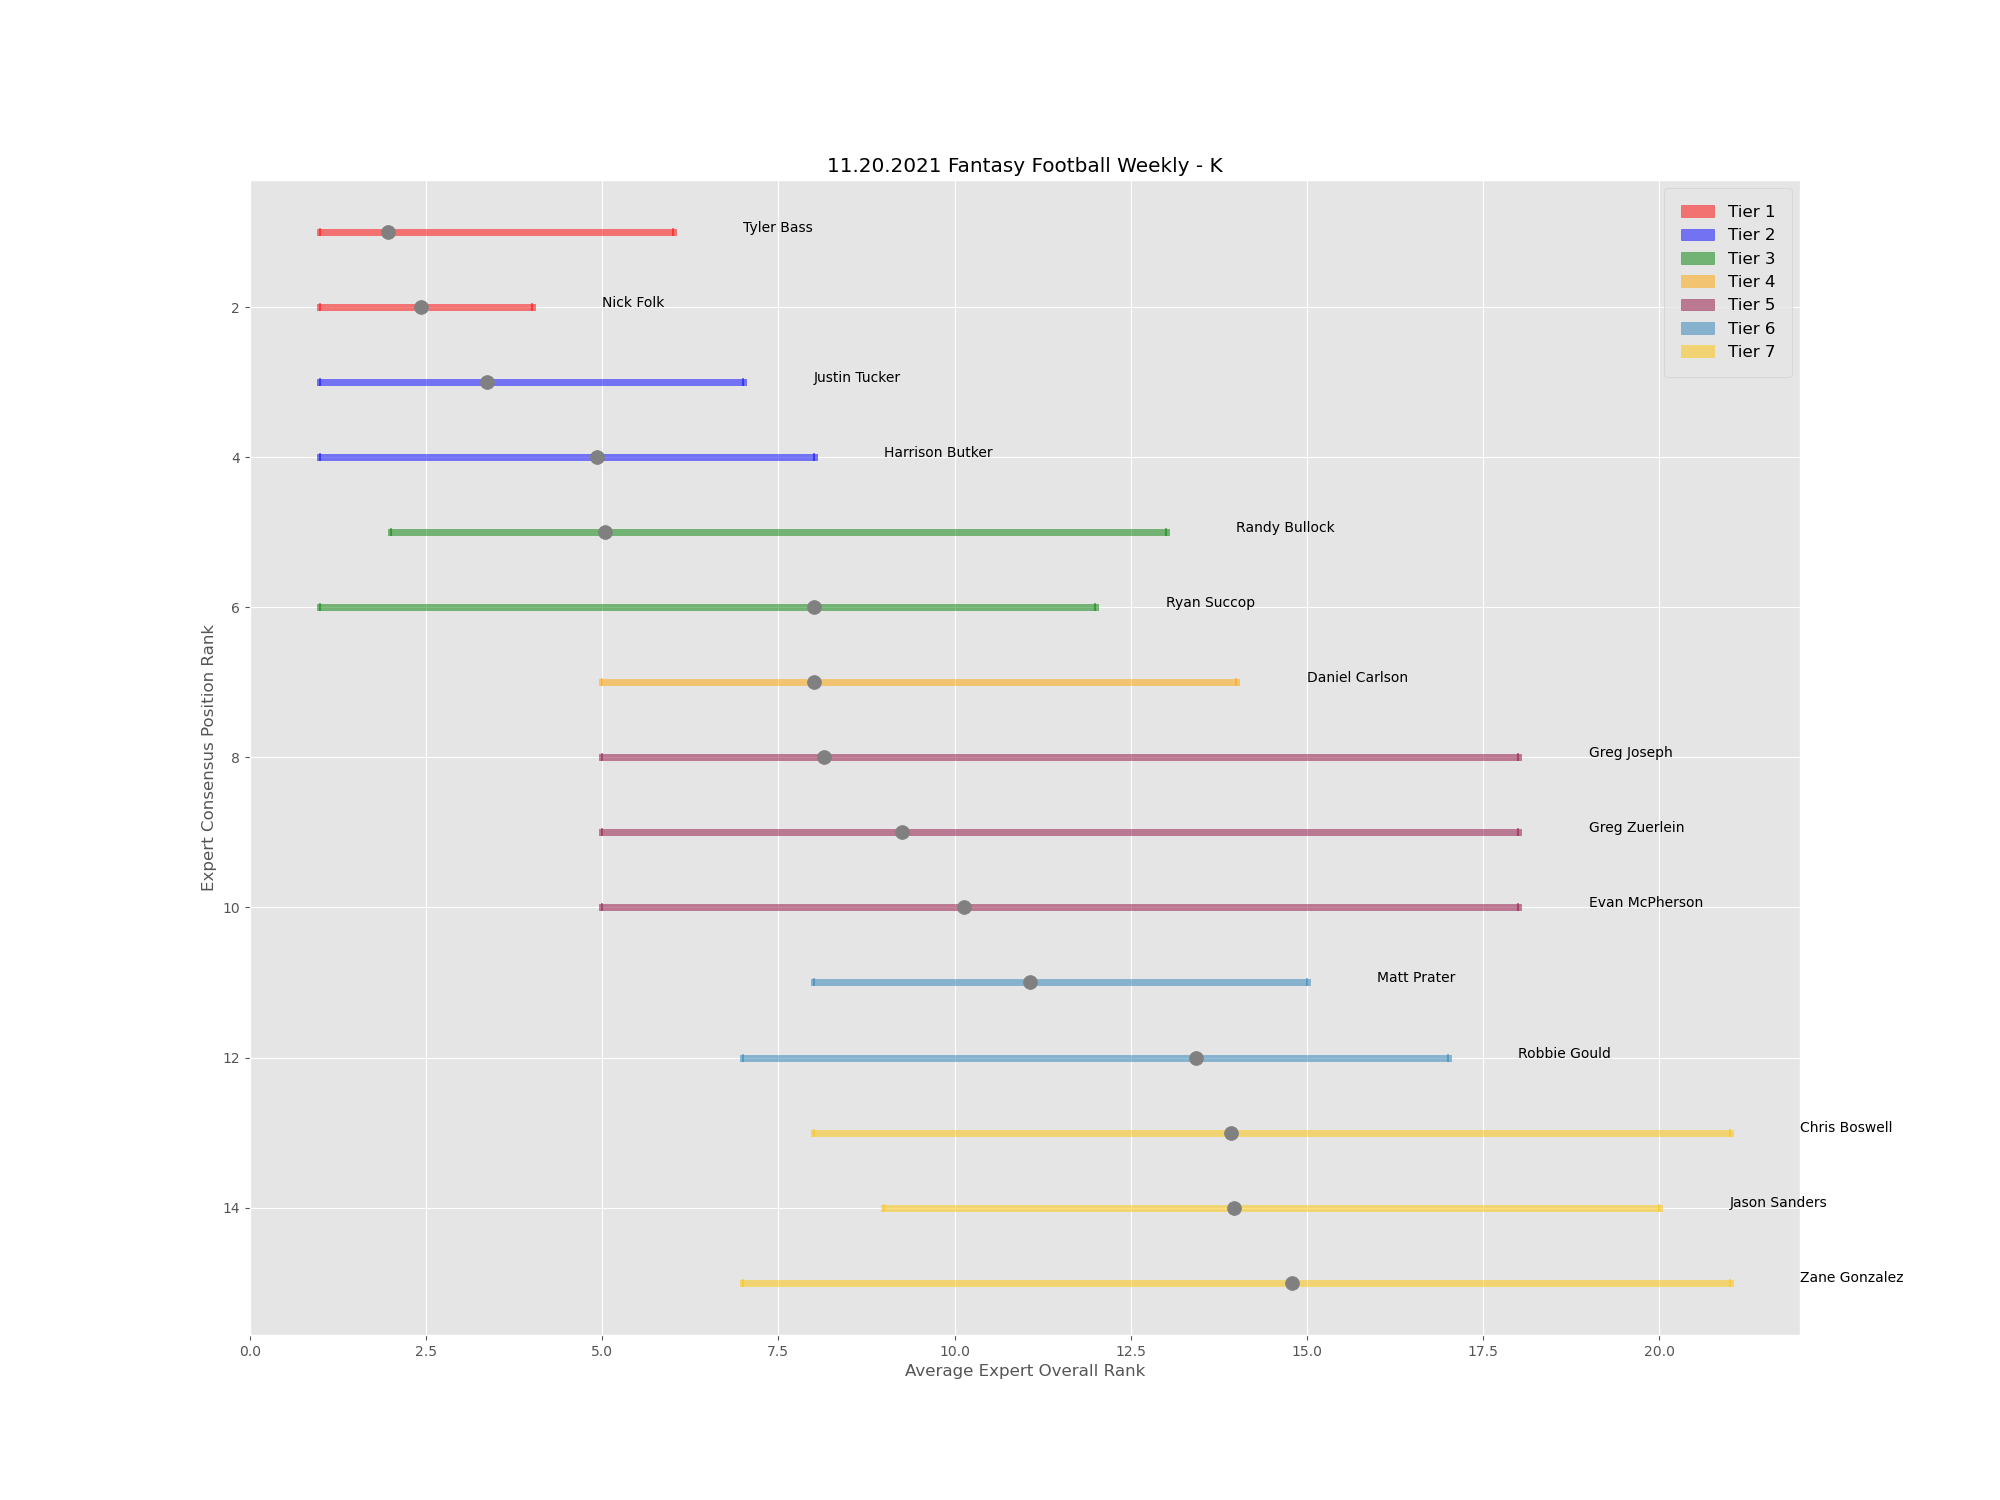 11.20.2021 Fantasy Football Weekly - K
Tier 1
Tier 2
Tier 3
Tier 4
Tier 5
Tier 6
Tier 7
Tyler Bass
Nick Folk
Justin Tucker
Harrison Butker
Randy Bullock
Ryan Succop
Daniel Carlson
Greg Joseph
Greg Zuerlein
Evan McPherson
Matt Prater
Robbie Gould
Chris Boswell
Jason Sanders
Zane Gonzalez
Expert Consensus Position Rank
2
4
6
8
10
12
14
0.0 2.5 5.0 7.5 10.0 12.5 15.0 17.5 20.0
Average Expert Overall Rank